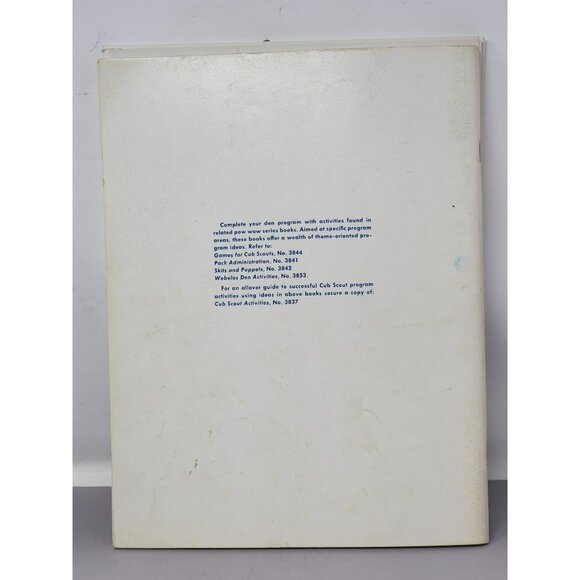 Complete your den program with activities found in
related pow wow series books. Aimed at specific program
areas, these books offer a wealth of theme-oriented pro-
gram ideas. Refer to:
Games for Cub Scouts, No. 3844
Pack Administration, No. 3841
Skits and Puppets, No. 3842
Webelos Den Activities, No. 3853.
For an allover guide to successful Cub Scout program
activities using ideas in above books secure a copy of:
Cub Scout Activities, No. 3837